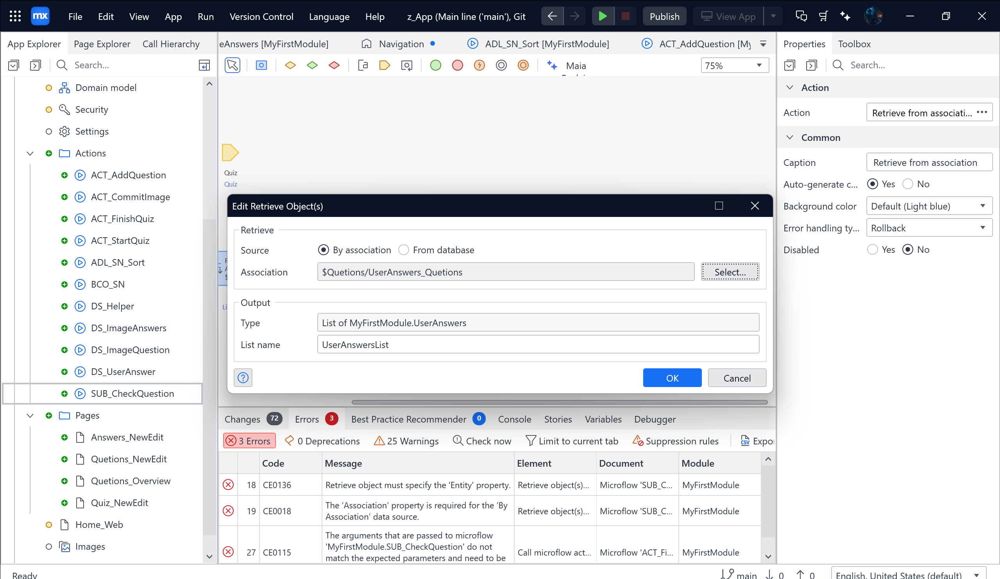 mx File Edit View App Run Version Control Language Help z_App (Main line ('main'), Git Publish View App
App Explorer Page Explorer Call Hierarchy
Search...
Domain model
Security
Settings
Actions
ACT_AddQuestion
ACT_CommitImage
ACT_FinishQuiz
ACT_StartQuiz
ADL_SN_Sort
BCO_SN
DS_Helper
DS_ImageAnswers
DS_ImageQuestion
DS_UserAnswer
SUB_CheckQuestion
Pages
Answers_NewEdit
Quetions_NewEdit
Quetions_Overview
Quiz_NewEdit
Home_Web
Images
eAnswers [MyFirstModule] Navigation ADL_SN_Sort [MyFirstModule] ACT_AddQuestion [My
Maia
75%
Quiz
Quiz
Edit Retrieve Object(s)
Retrieve
Source By association From database
Association $Quetions/UserAnswers_Quetions Select...
Output
Type List of MyFirstModule.UserAnswers
List name UserAnswersList
OK Cancel
Changes 72 Errors 3 Best Practice Recommender 0 Console Stories Variables Debugger
3 Errors 0 Deprecations 25 Warnings Check now Limit to current tab Suppression rules CSV Expor
Code Message Element Document Module
18 CE0136 Retrieve object must specify the 'Entity' property. Retrieve object(s)... Microflow 'SUB_C... MyFirstModule
19 CE0018 The ‘Association’ property is required for the ‘By
Association’ data source. Retrieve object(s)... Microflow 'SUB_C... MyFirstModule
27 CE0115 The arguments that are passed to microflow
'MyFirstModule.SUB_CheckQuestion' do not
match the expected parameters and need to be Call microflow act... Microflow 'ACT_Fi... MyFirstModule
Properties Toolbox
Search...
Action
Action Retrieve from associati... •••
Common
Caption Retrieve from association
Auto-generate c... Yes No
Background color Default (Light blue)
Error handling ty... Rollback
Disabled Yes No
Ready main 0 0 English, United States (default)